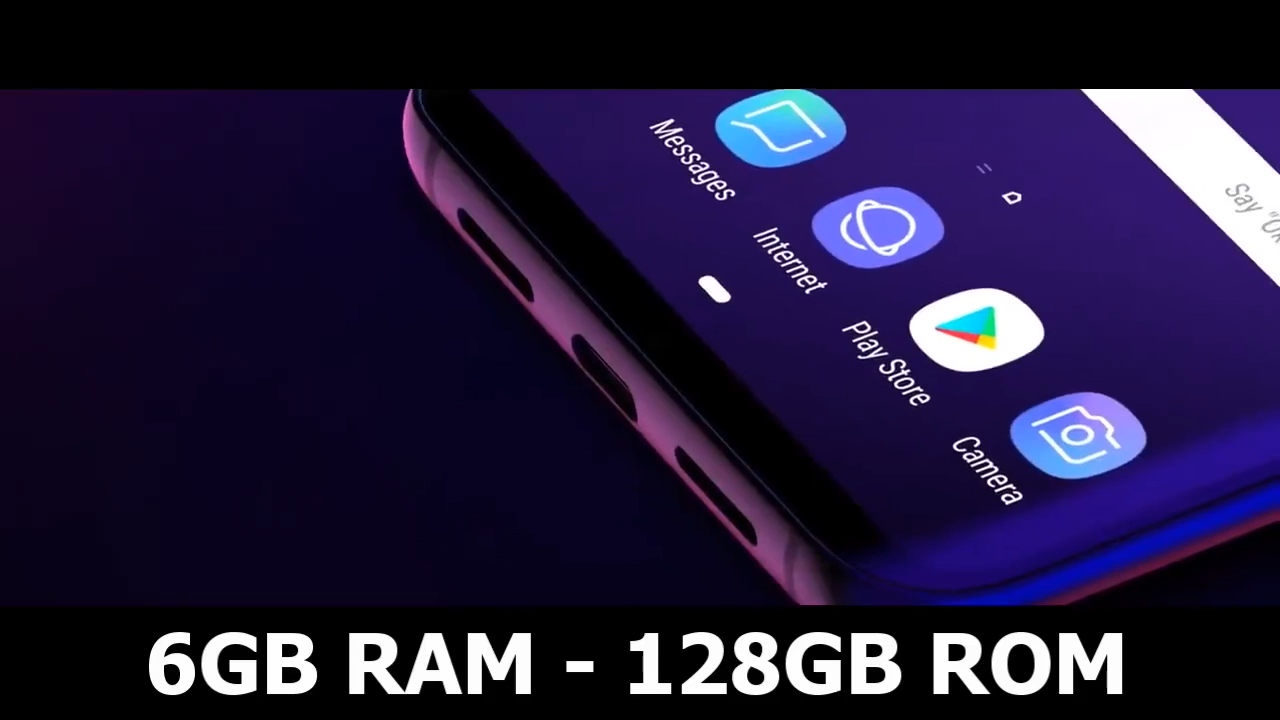 Messages
Internet
Play Store
Camera
Say "Ok
6GB RAM - 128GB ROM